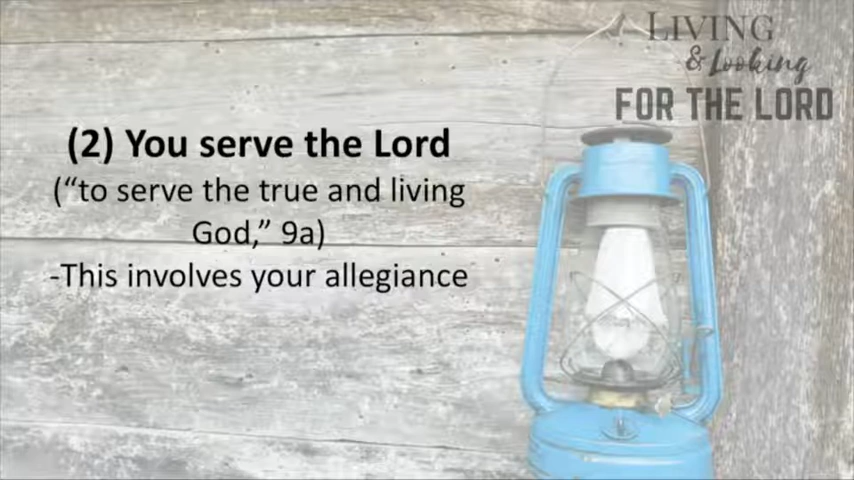 LIVING
& Looking
FOR THE LORD
(2) You serve the Lord
(“to serve the true and living
God,” 9a)
-This involves your allegiance